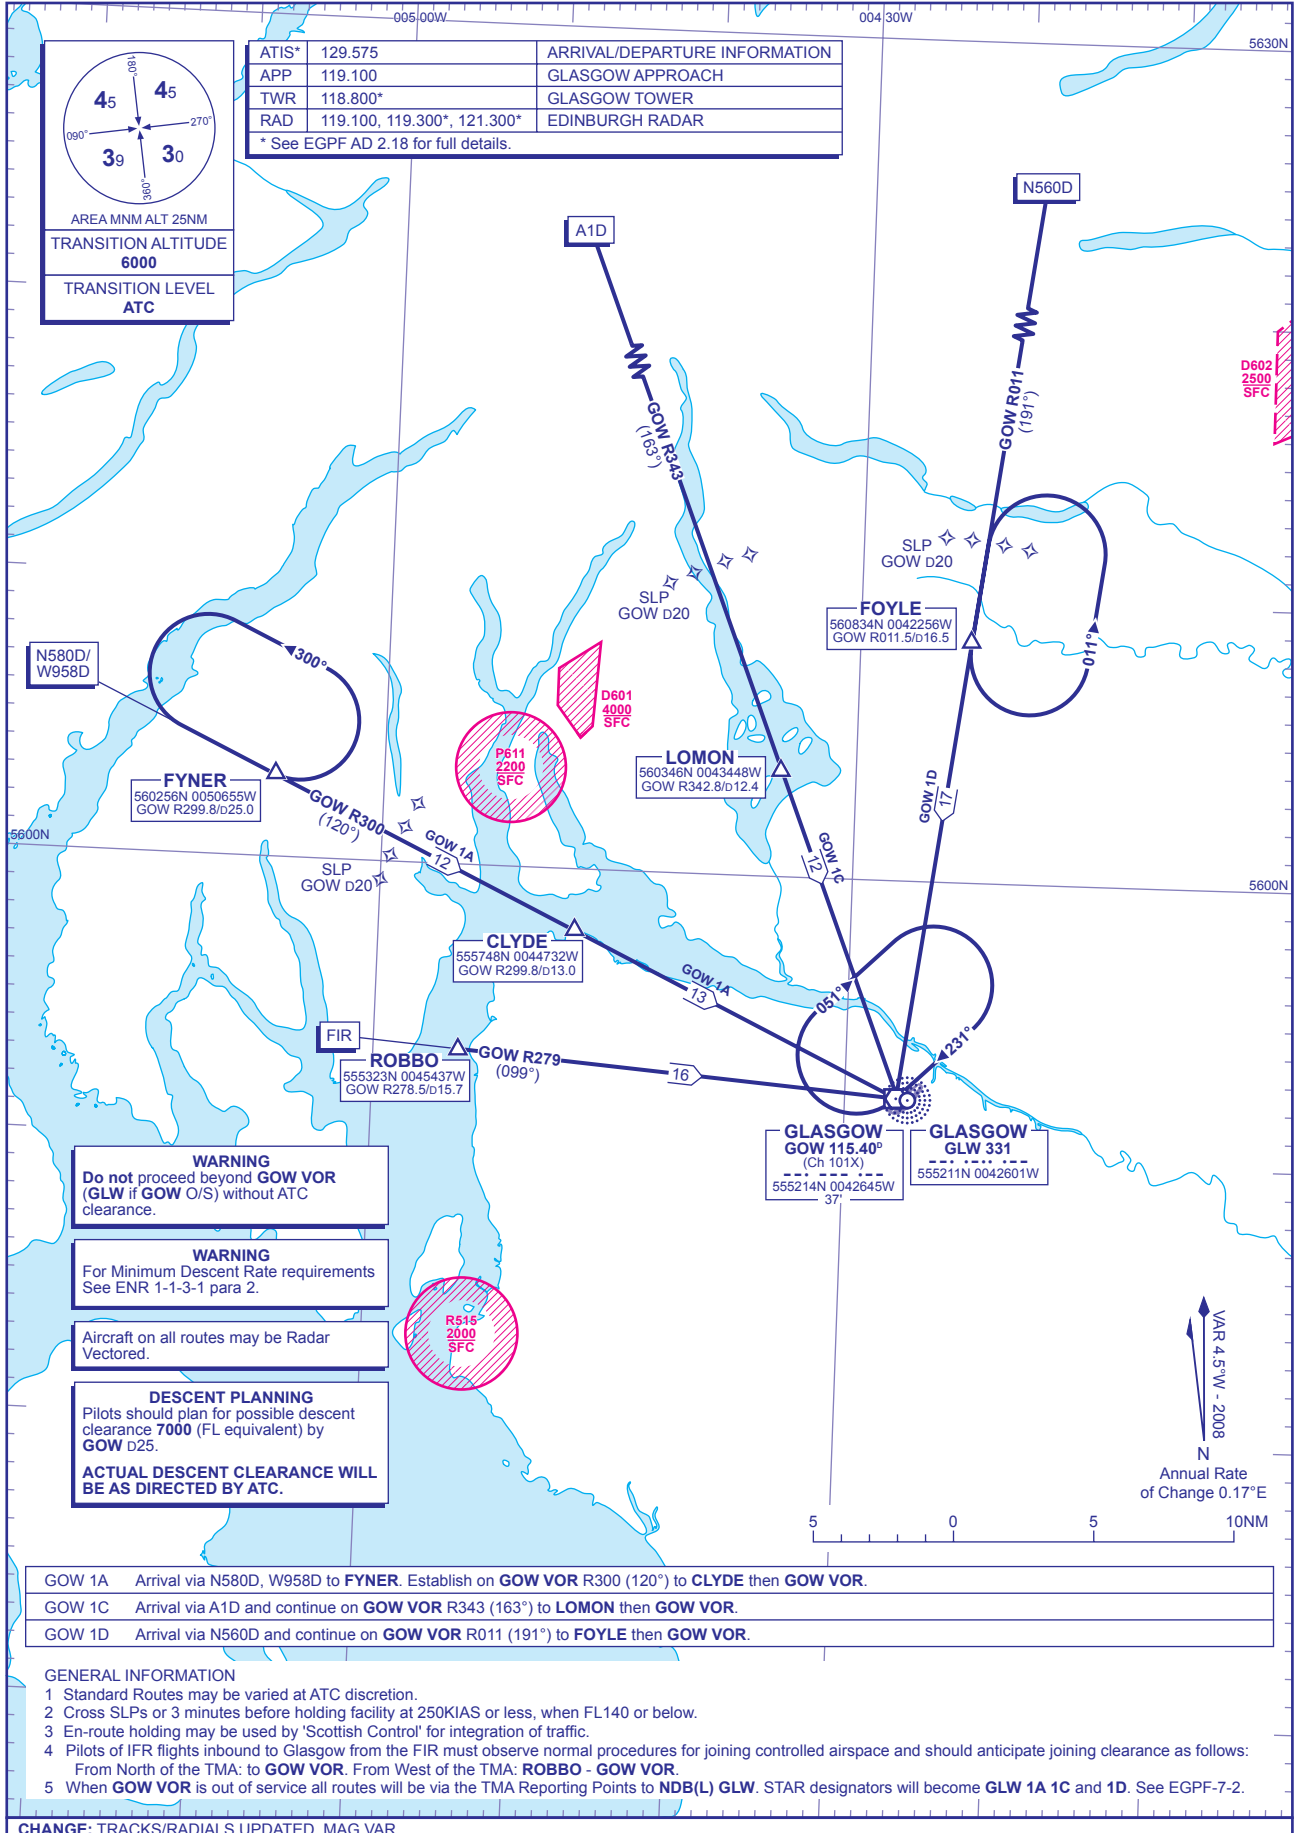 005 00W
004 30W
5630N
180°
45
45
090°
270°
39
30
360°
AREA MNM ALT 25NM
TRANSITION ALTITUDE
6000
TRANSITION LEVEL
ATC
ATIS* 129.575 ARRIVAL/DEPARTURE INFORMATION
APP 119.100 GLASGOW APPROACH
TWR 118.800* GLASGOW TOWER
RAD 119.100, 119.300*, 121.300* EDINBURGH RADAR
* See EGPF AD 2.18 for full details.
N560D
A1D
D602
2500
SFC
GOW R011
(191°)
GOW R343
(163°)
SLP
GOW D20
SLP
GOW D20
FOYLE
560834N 0042256W
GOW R011.5/D16.5
011°
N580D/
W958D
300°
D601
4000
SFC
P611
2200
SFC
LOMON
560346N 0043448W
GOW R342.8/D12.4
FYNER
560256N 0050655W
GOW R299.8/D25.0
GOW 1D
17
GOW R300
(120°)
5600N
GOW 1A
12
GOW 1C
12
SLP
GOW D20
5600N
CLYDE
555748N 0044732W
GOW R299.8/D13.0
GOW 1A
13
051°
231°
FIR
ROBBO
555323N 0045437W
GOW R278.5/D15.7
GOW R279
(099°)
16
GLASGOW
GOW 115.40D
(Ch 101X)
555214N 0042645W
37'
GLASGOW
GLW 331
555211N 0042601W
WARNING
Do not proceed beyond GOW VOR
(GLW if GOW O/S) without ATC
clearance.
WARNING
For Minimum Descent Rate requirements
See ENR 1-1-3-1 para 2.
Aircraft on all routes may be Radar
Vectored.
R515
2000
SFC
DESCENT PLANNING
Pilots should plan for possible descent
clearance 7000 (FL equivalent) by
GOW D25.
ACTUAL DESCENT CLEARANCE WILL
BE AS DIRECTED BY ATC.
VAR 4.5°W - 2008
N
Annual Rate
of Change 0.17°E
5 0 5 10NM
GOW 1A Arrival via N580D, W958D to FYNER. Establish on GOW VOR R300 (120°) to CLYDE then GOW VOR.
GOW 1C Arrival via A1D and continue on GOW VOR R343 (163°) to LOMON then GOW VOR.
GOW 1D Arrival via N560D and continue on GOW VOR R011 (191°) to FOYLE then GOW VOR.
GENERAL INFORMATION
1 Standard Routes may be varied at ATC discretion.
2 Cross SLPs or 3 minutes before holding facility at 250KIAS or less, when FL140 or below.
3 En-route holding may be used by 'Scottish Control' for integration of traffic.
4 Pilots of IFR flights inbound to Glasgow from the FIR must observe normal procedures for joining controlled airspace and should anticipate joining clearance as follows:
From North of the TMA: to GOW VOR. From West of the TMA: ROBBO - GOW VOR.
5 When GOW VOR is out of service all routes will be via the TMA Reporting Points to NDB(L) GLW. STAR designators will become GLW 1A 1C and 1D. See EGPF-7-2.
CHANGE: TRACKS/RADIALS UPDATED. MAG VAR